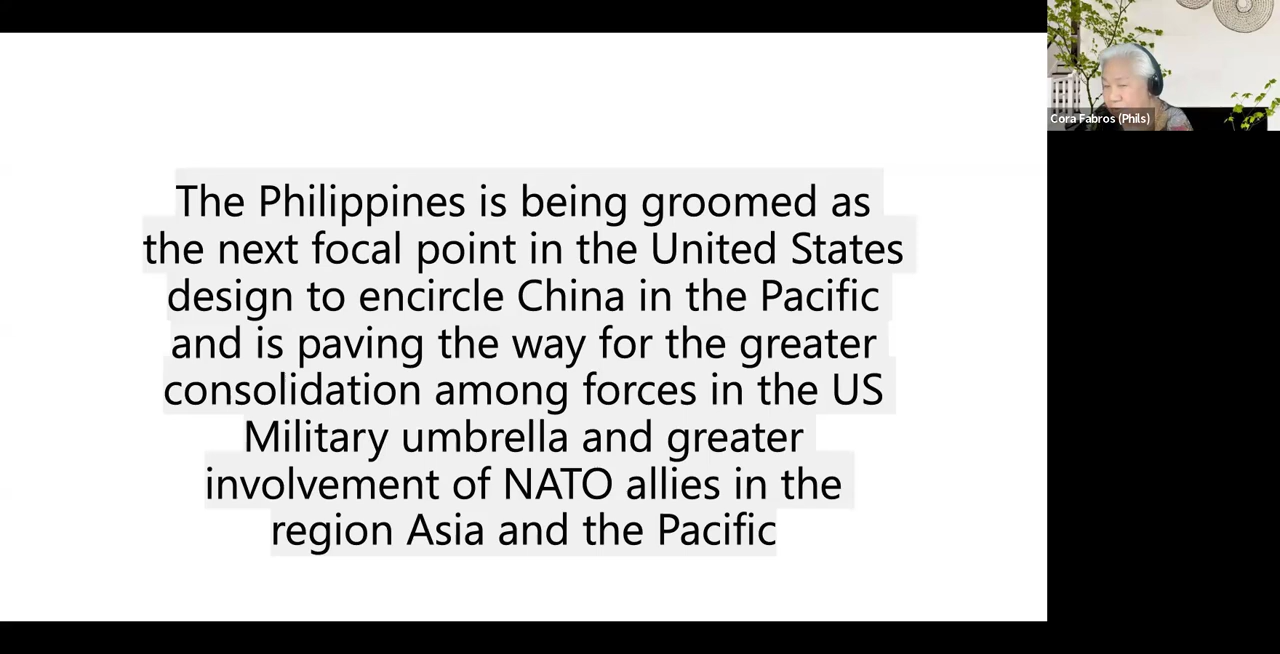 The Philippines is being groomed as
the next focal point in the United States
design to encircle China in the Pacific
and is paving the way for the greater
consolidation among forces in the US
Military umbrella and greater
involvement of NATO allies in the
region Asia and the Pacific
Cora Fabros (Phils)